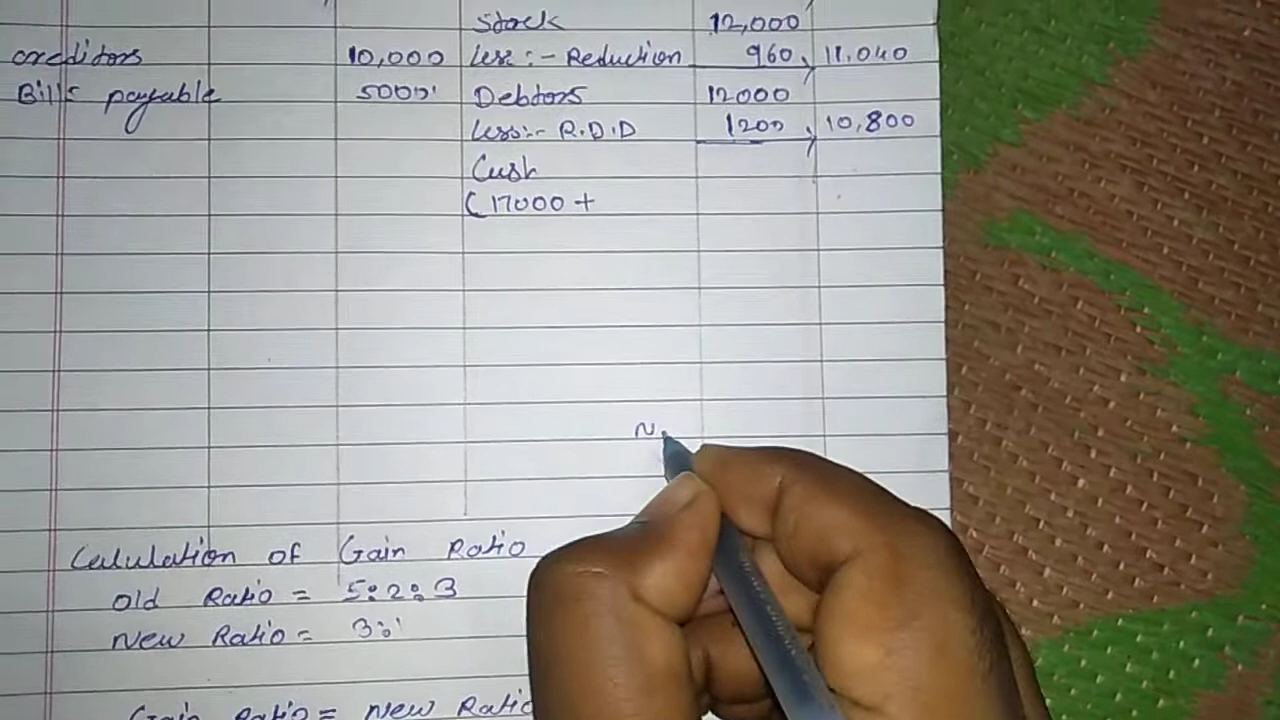 Stock 12,000
creditors 10,000 Less :- Reduction 960, 11,040
Bills payable 5000 Debtors 12000
Less:- R.D.D 1200, 10,800
Cash
(17000 +
N.
Calculation of Gain Ratio
Old Ratio = 5:2:3
New Ratio = 3:
Gain Ratio = New Ratio